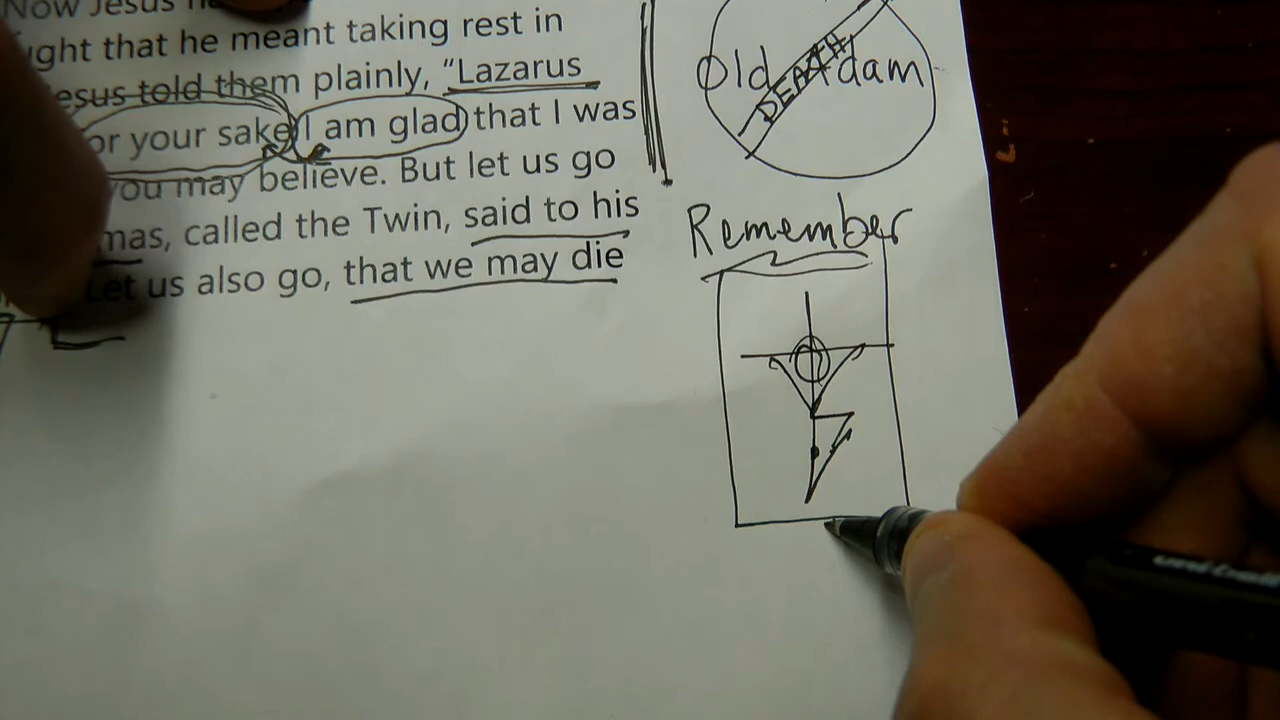 Now Jesus
ght that he meant taking rest in
esus told them plainly, “Lazarus
or your sake I am glad that I was
you may believe. But let us go
mas, called the Twin, said to his
Let us also go, that we may die
Old Adam
DEATH
Remember